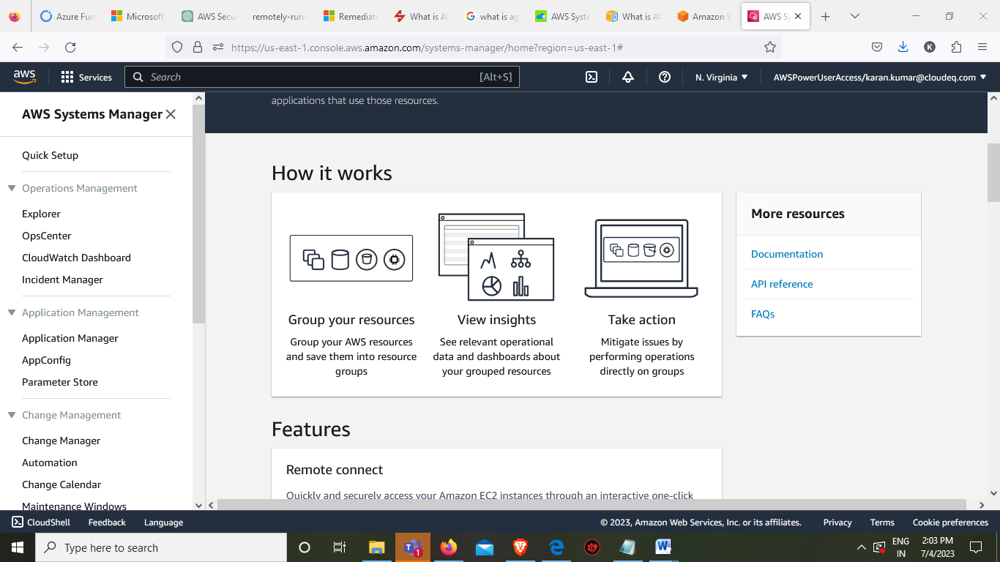 Azure Fun
Microsoft
AWS Secu
remotely-run-
Remediate
What is AW
what is ag
AWS Syste
What is AW
Amazon W
AWS Sy
https://us-east-1.console.aws.amazon.com/systems-manager/home?region=us-east-1#
K
aws
Services
Search
[Alt+S]
N. Virginia
AWSPowerUserAccess/karan.kumar@cloudeq.com
AWS Systems Manager
Quick Setup
Operations Management
Explorer
OpsCenter
CloudWatch Dashboard
Incident Manager
Application Management
Application Manager
AppConfig
Parameter Store
Change Management
Change Manager
Automation
Change Calendar
Maintenance Windows
applications that use those resources.
How it works
Group your resources
Group your AWS resources
and save them into resource
groups
View insights
See relevant operational
data and dashboards about
your grouped resources
Take action
Mitigate issues by
performing operations
directly on groups
More resources
Documentation
API reference
FAQs
Features
Remote connect
Quickly and securely access your Amazon EC2 instances through an interactive one-click
CloudShell
Feedback
Language
© 2023, Amazon Web Services, Inc. or its affiliates.
Privacy
Terms
Cookie preferences
Type here to search
1
ENG
IN
2:03 PM
7/4/2023